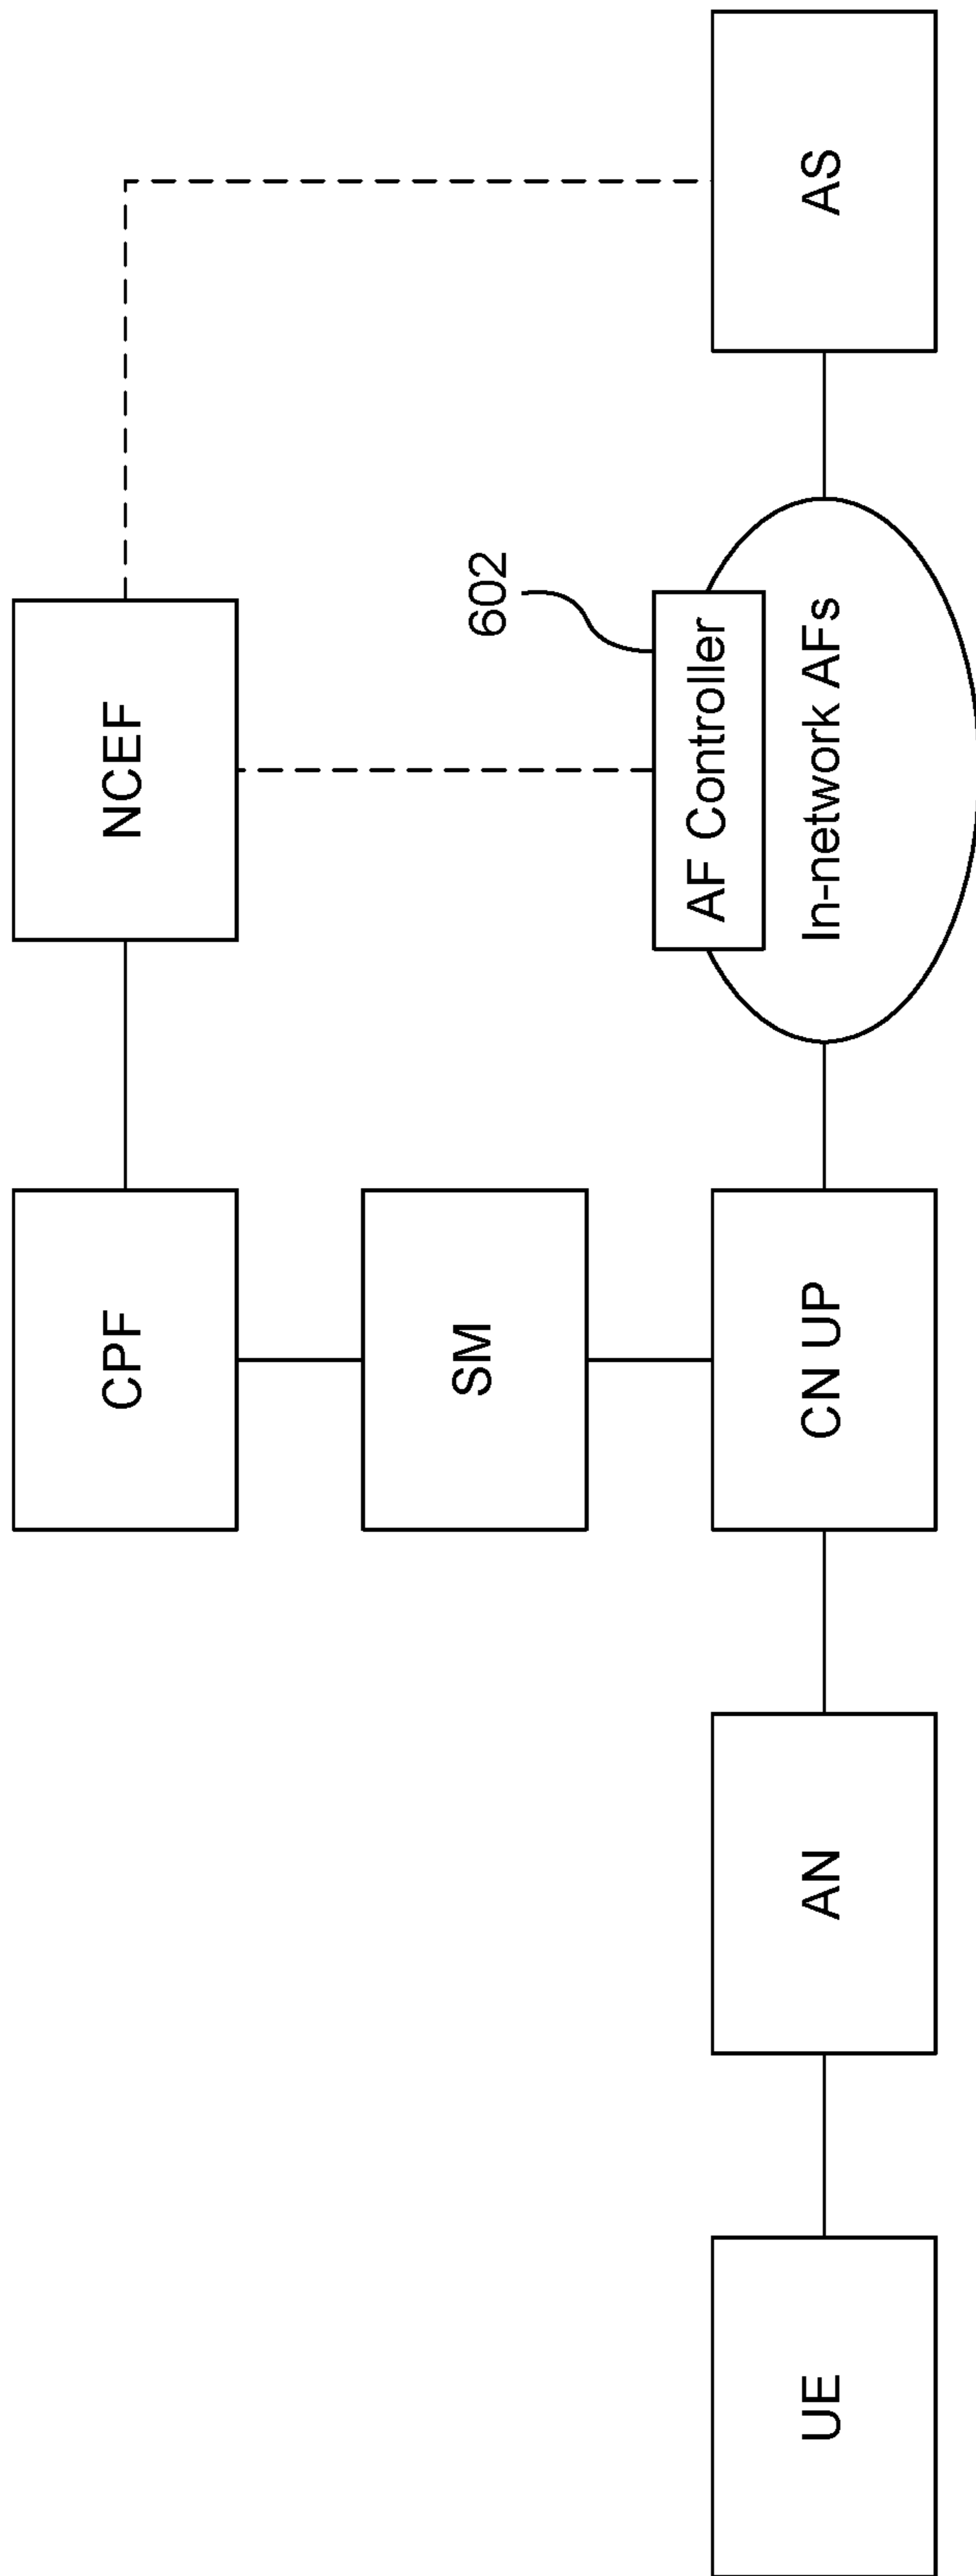 CPF
NCEF
SM
602
AF Controller
In-network AFs
UE
AN
CN UP
AS